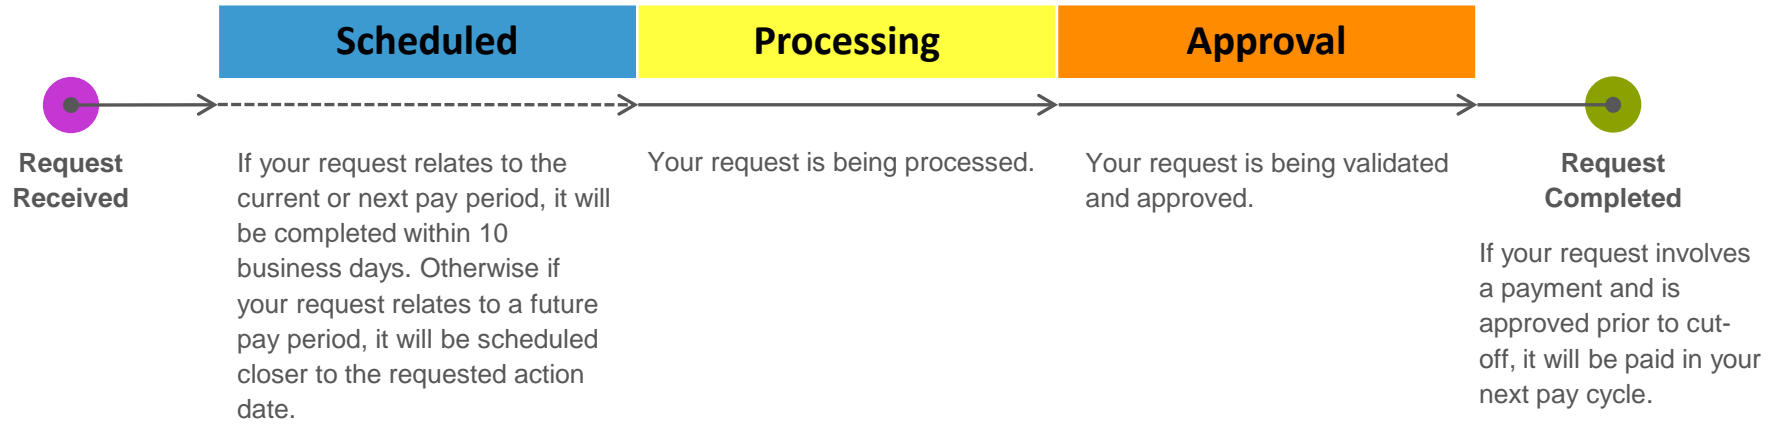 Scheduled
Processing
Approval
Request
Received
If your request relates to the
current or next pay period, it will
be completed within 10
business days. Otherwise if
your request relates to a future
pay period, it will be scheduled
closer to the requested action
date.
Your request is being processed.
Your request is being validated
and approved.
Request
Completed
If your request involves
a payment and is
approved prior to cut-
off, it will be paid in your
next pay cycle.